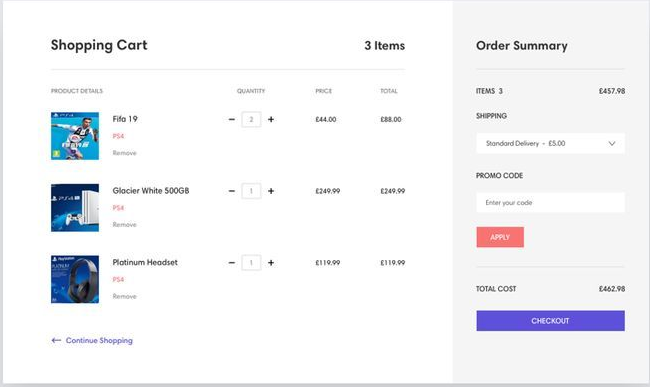 Shopping Cart
3 Items
PRODUCT DETAILS
QUANTITY
PRICE
TOTAL
Fifa 19
PS4
Remove
− 2 +
£44.00
£88.00
Glacier White 500GB
PS4
Remove
− 1 +
£249.99
£249.99
Platinum Headset
PS4
Remove
− 1 +
£119.99
£119.99
← Continue Shopping
Order Summary
ITEMS 3
£457.98
SHIPPING
Standard Delivery - £5.00
PROMO CODE
Enter your code
APPLY
TOTAL COST
£462.98
CHECKOUT